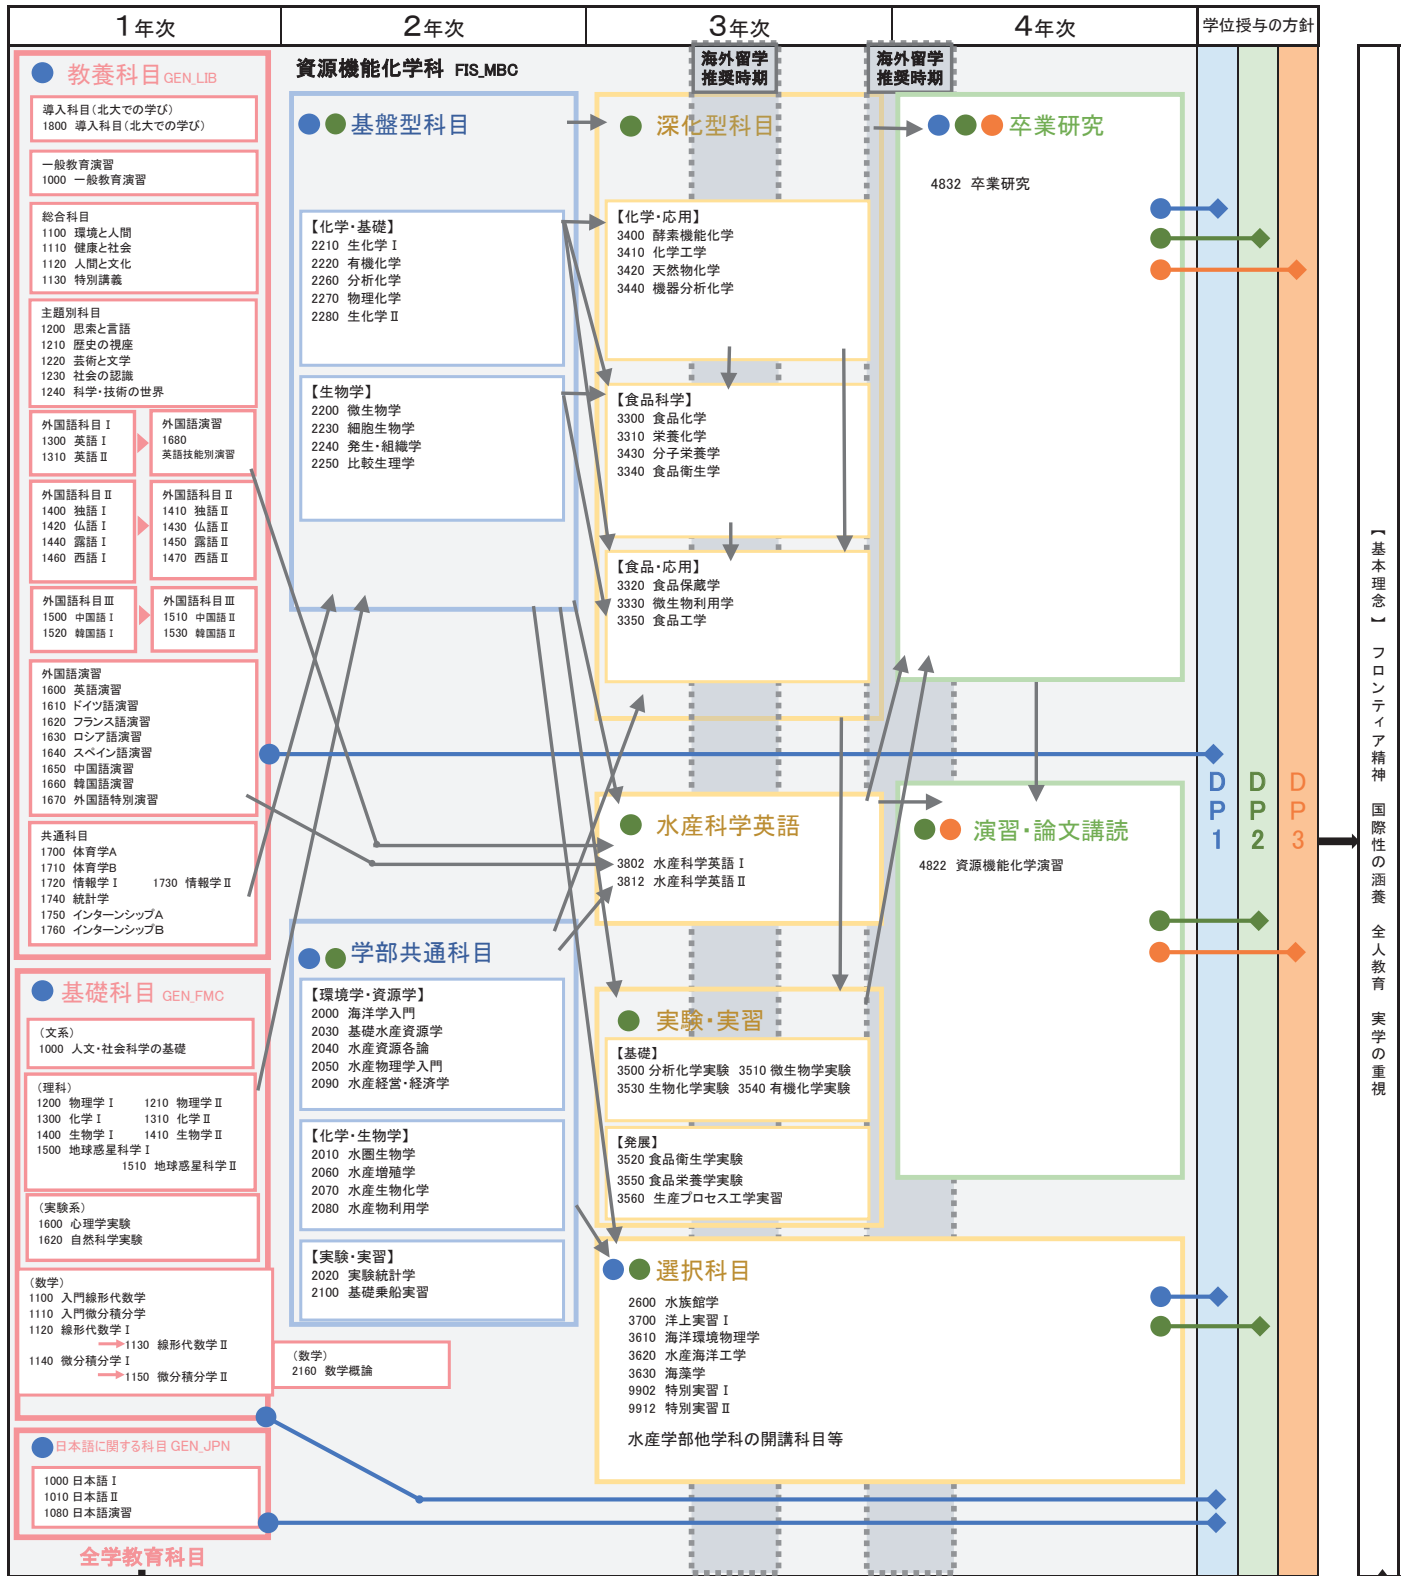 1年次
2年次
3年次
4年次
学位授与の方針
教養科目 GEN_LIB
導入科目(北大での学び)
1800 導入科目(北大での学び)
一般教育演習
1000 一般教育演習
総合科目
1100 環境と人間
1110 健康と社会
1120 人間と文化
1130 特別講義
主題別科目
1200 思索と言語
1210 歴史の視座
1220 芸術と文学
1230 社会の認識
1240 科学・技術の世界
外国語科目Ⅰ
1300 英語Ⅰ
1310 英語Ⅱ
外国語演習
1680
英語技能別演習
外国語科目Ⅱ
1400 独語Ⅰ
1420 仏語Ⅰ
1440 露語Ⅰ
1460 西語Ⅰ
外国語科目Ⅱ
1410 独語Ⅱ
1430 仏語Ⅱ
1450 露語Ⅱ
1470 西語Ⅱ
外国語科目Ⅲ
1500 中国語Ⅰ
1520 韓国語Ⅰ
外国語科目Ⅲ
1510 中国語Ⅱ
1530 韓国語Ⅱ
外国語演習
1600 英語演習
1610 ドイツ語演習
1620 フランス語演習
1630 ロシア語演習
1640 スペイン語演習
1650 中国語演習
1660 韓国語演習
1670 外国語特別演習
共通科目
1700 体育学A
1710 体育学B
1720 情報学Ⅰ 1730 情報学Ⅱ
1740 統計学
1750 インターンシップA
1760 インターンシップB
基礎科目 GEN_FMC
(文系)
1000 人文・社会科学の基礎
(理科)
1200 物理学Ⅰ 1210 物理学Ⅱ
1300 化学Ⅰ 1310 化学Ⅱ
1400 生物学Ⅰ 1410 生物学Ⅱ
1500 地球惑星科学Ⅰ
1510 地球惑星科学Ⅱ
(実験系)
1600 心理学実験
1620 自然科学実験
(数学)
1100 入門線形代数学
1110 入門微分積分学
1120 線形代数学Ⅰ
1130 線形代数学Ⅱ
1140 微分積分学Ⅰ
1150 微分積分学Ⅱ
(数学)
2160 数学概論
日本語に関する科目 GEN_JPN
1000 日本語Ⅰ
1010 日本語Ⅱ
1080 日本語演習
全学教育科目
資源機能化学科 FIS_MBC
基盤型科目
【化学・基礎】
2210 生化学Ⅰ
2220 有機化学
2260 分析化学
2270 物理化学
2280 生化学Ⅱ
【生物学】
2200 微生物学
2230 細胞生物学
2240 発生・組織学
2250 比較生理学
学部共通科目
【環境学・資源学】
2000 海洋学入門
2030 基礎水産資源学
2040 水産資源各論
2050 水産物理学入門
2090 水産経営・経済学
【化学・生物学】
2010 水圏生物学
2060 水産増殖学
2070 水産生物化学
2080 水産物利用学
【実験・実習】
2020 実験統計学
2100 基礎乗船実習
海外留学
推奨時期
海外留学
推奨時期
深化型科目
【化学・応用】
3400 酵素機能化学
3410 化学工学
3420 天然物化学
3440 機器分析化学
【食品科学】
3300 食品化学
3310 栄養化学
3430 分子栄養学
3340 食品衛生学
【食品・応用】
3320 食品保蔵学
3330 微生物利用学
3350 食品工学
水産科学英語
3802 水産科学英語Ⅰ
3812 水産科学英語Ⅱ
実験・実習
【基礎】
3500 分析化学実験 3510 微生物学実験
3530 生物化学実験 3540 有機化学実験
【発展】
3520 食品衛生学実験
3550 食品栄養学実験
3560 生産プロセス工学実習
選択科目
2600 水族館学
3700 洋上実習Ⅰ
3610 海洋環境物理学
3620 水産海洋工学
3630 海藻学
9902 特別実習Ⅰ
9912 特別実習Ⅱ
水産学部他学科の開講科目等
卒業研究
4832 卒業研究
演習・論文講読
4822 資源機能化学演習
DP1
DP2
DP3
【基本理念】 フロンティア精神 国際性の涵養 全人教育 実学の重視